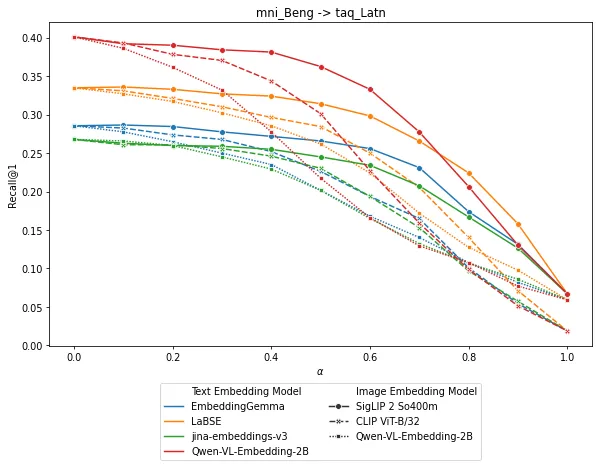 mni_Beng -> taq_Latn
Recall@1
0.40
0.35
0.30
0.25
0.20
0.15
0.10
0.05
0.00
0.0 0.2 0.4 0.6 0.8 1.0
α
Text Embedding Model Image Embedding Model
EmbeddingGemma SigLIP 2 So400m
LaBSE CLIP ViT-B/32
jina-embeddings-v3 Qwen-VL-Embedding-2B
Qwen-VL-Embedding-2B